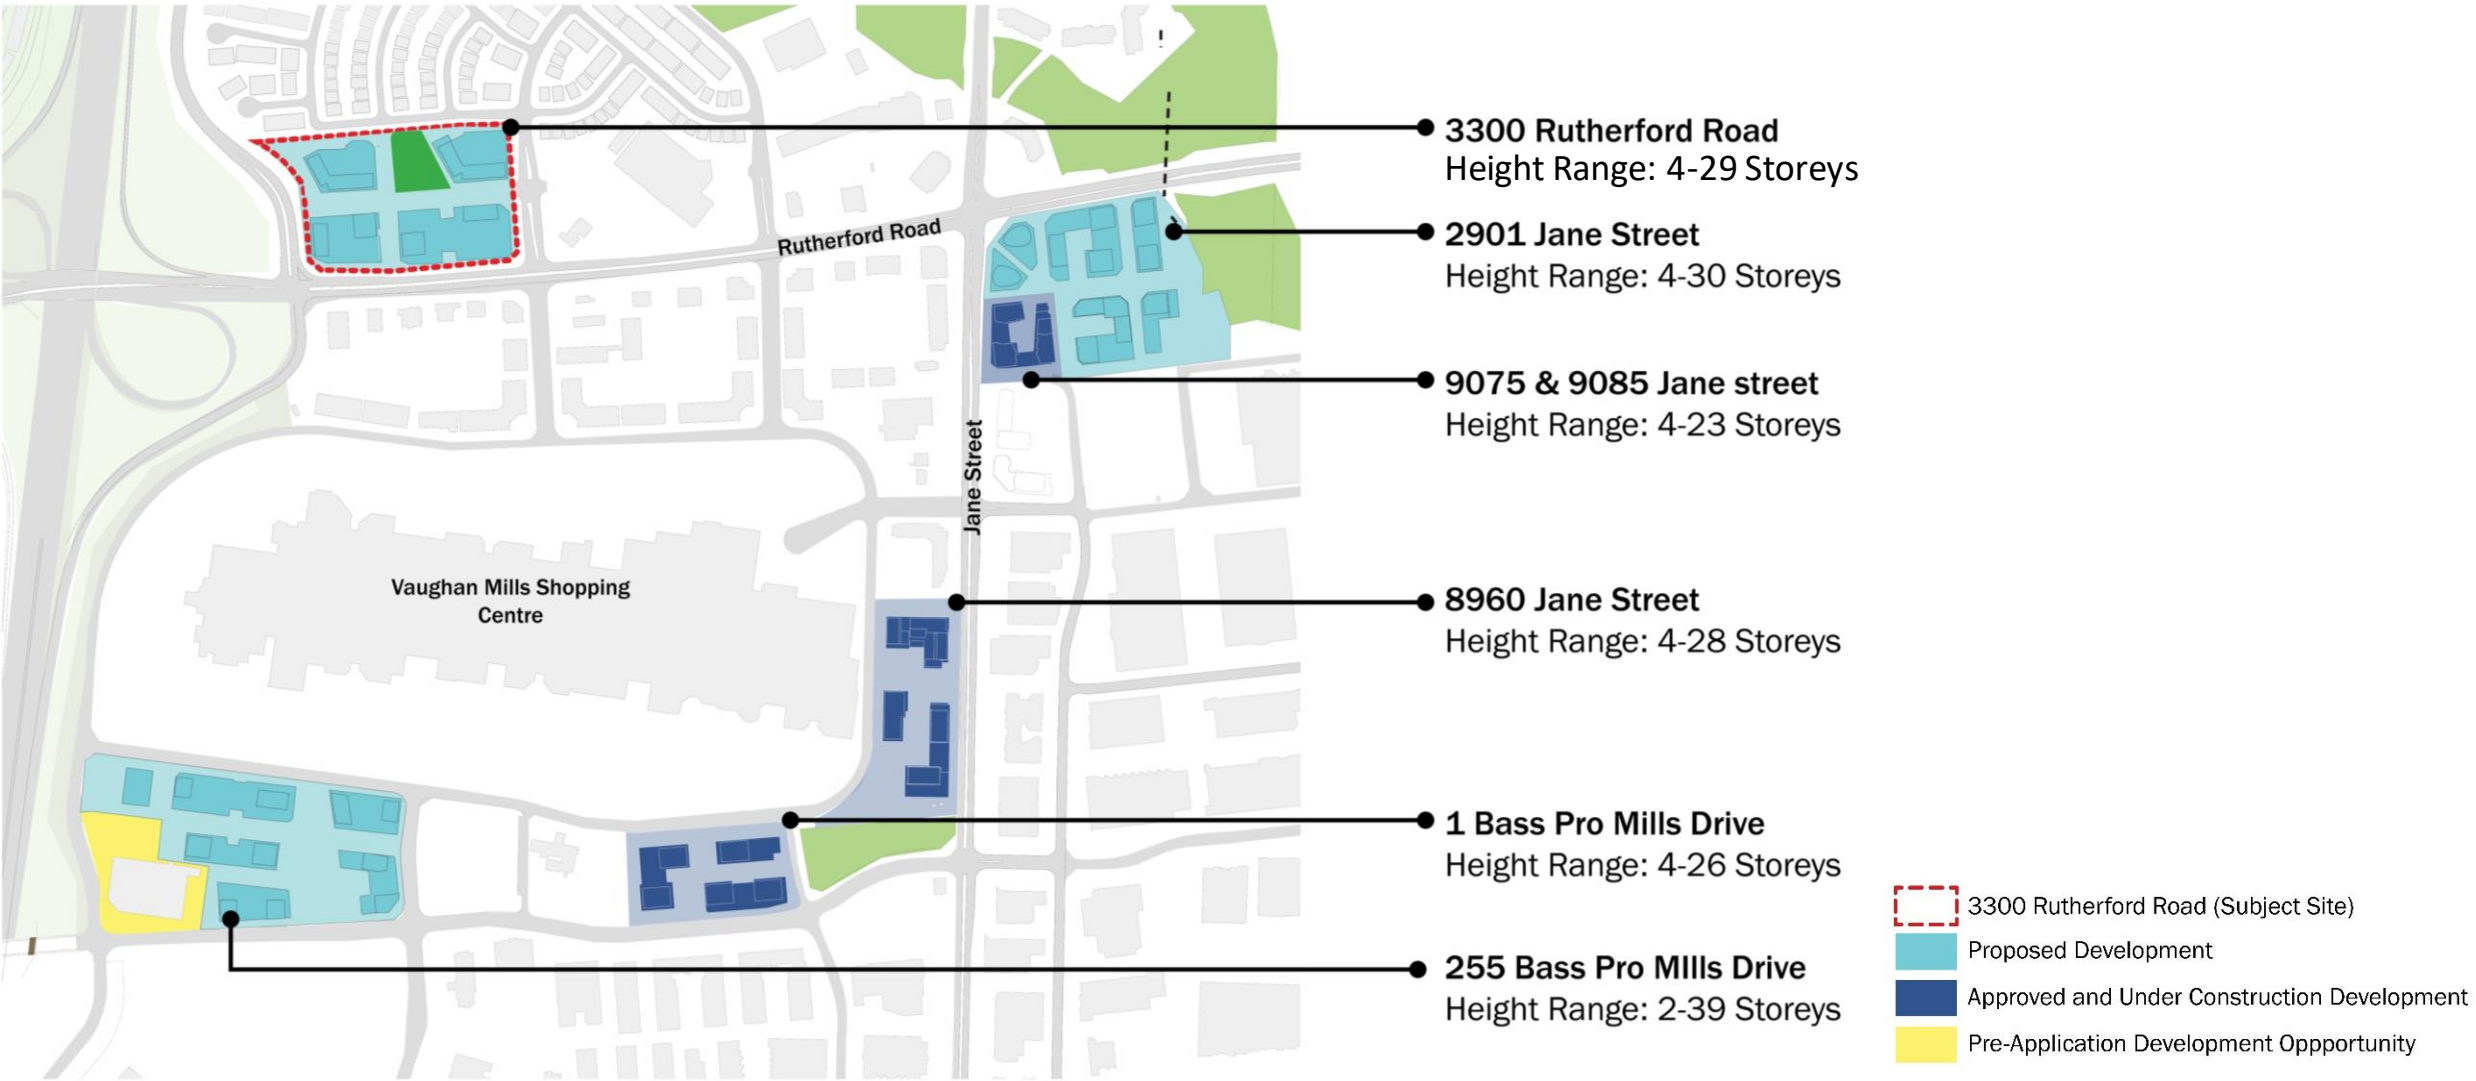 3300 Rutherford Road
Height Range: 4-29 Storeys
2901 Jane Street
Height Range: 4-30 Storeys
Rutherford Road
9075 & 9085 Jane street
Height Range: 4-23 Storeys
Jane Street
Vaughan Mills Shopping
Centre
8960 Jane Street
Height Range: 4-28 Storeys
1 Bass Pro Mills Drive
Height Range: 4-26 Storeys
255 Bass Pro MIlls Drive
Height Range: 2-39 Storeys
3300 Rutherford Road (Subject Site)
Proposed Development
Approved and Under Construction Development
Pre-Application Development Oppportunity